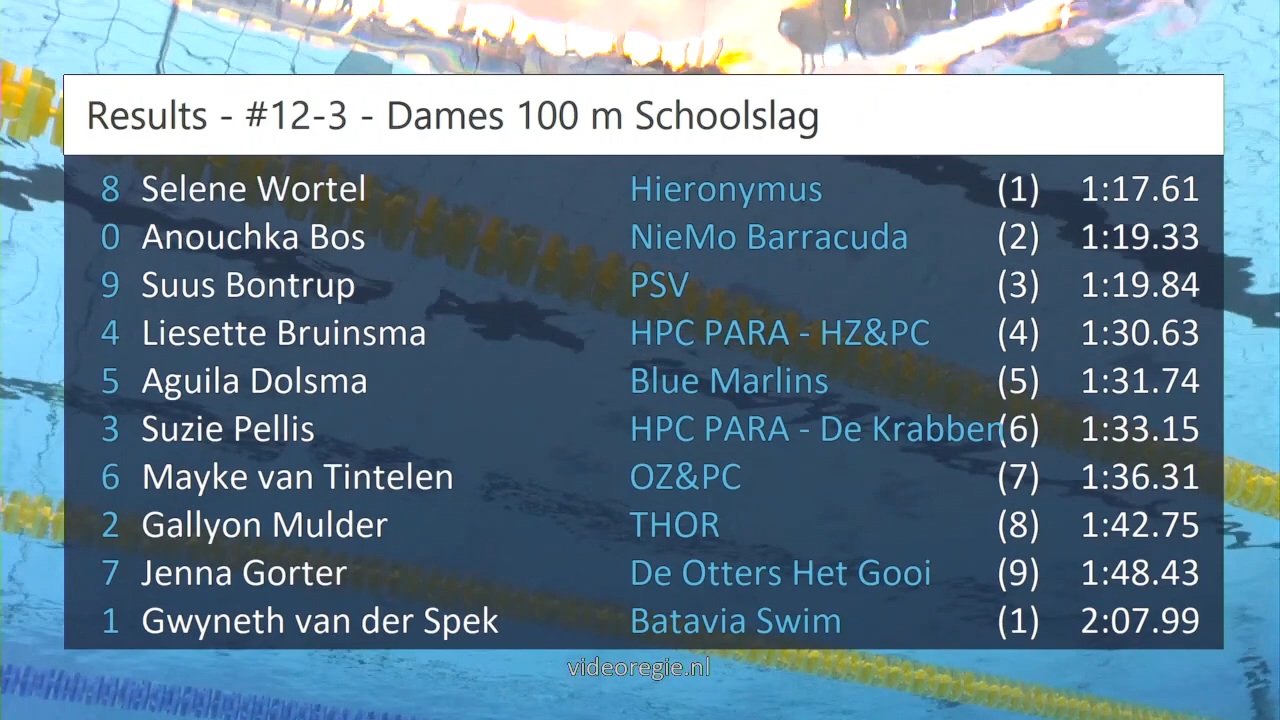 Results - #12-3 - Dames 100 m Schoolslag
8 Selene Wortel Hieronymus (1) 1:17.61
0 Anouchka Bos NieMo Barracuda (2) 1:19.33
9 Suus Bontrup PSV (3) 1:19.84
4 Liesette Bruinsma HPC PARA - HZ&PC (4) 1:30.63
5 Aguila Dolsma Blue Marlins (5) 1:31.74
3 Suzie Pellis HPC PARA - De Krabben (6) 1:33.15
6 Mayke van Tintelen OZ&PC (7) 1:36.31
2 Gallyon Mulder THOR (8) 1:42.75
7 Jenna Gorter De Otters Het Gooi (9) 1:48.43
1 Gwyneth van der Spek Batavia Swim (1) 2:07.99
videoregie.nl